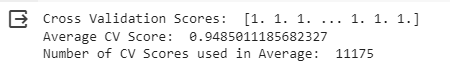 Cross Validation Scores:  [1. 1. 1. ... 1. 1. 1.]
Average CV Score:  0.9485011185682327
Number of CV Scores used in Average:  11175